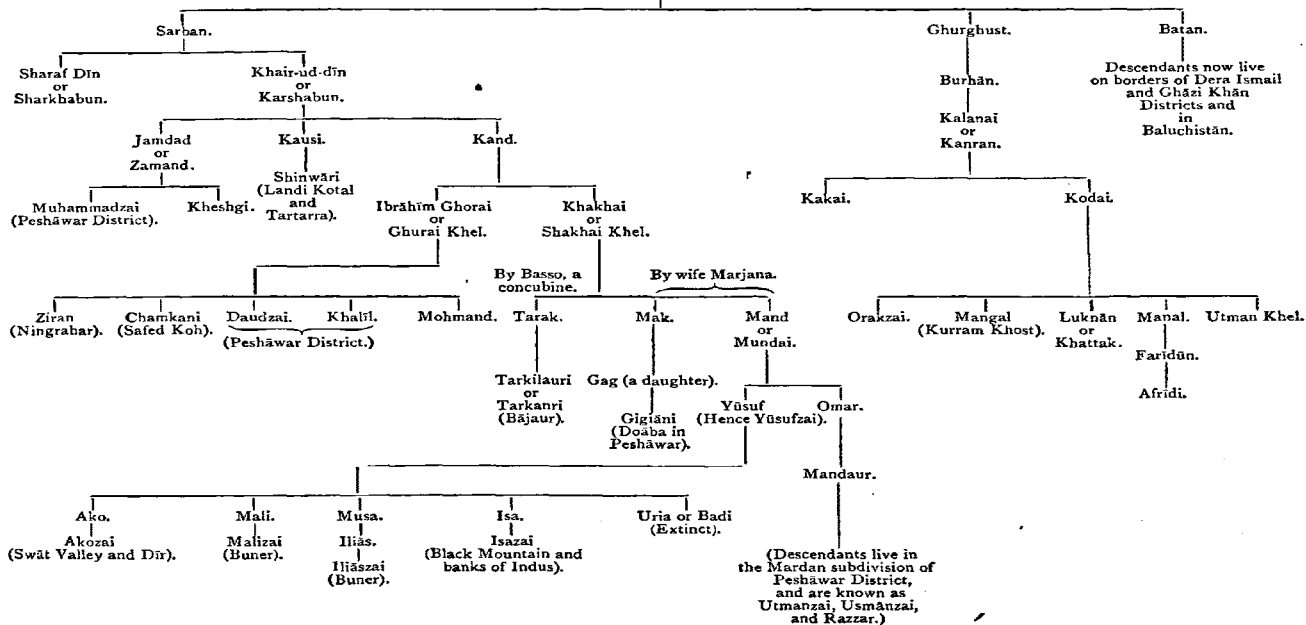 Sarban.
Ghurghust.
Batan.
Sharaf Dīn
or
Sharkhabun.
Khair-ud-dīn
or
Karshabun.
Burhān.
Descendants now live
on borders of Dera Ismail
and Ghāzi Khān
Districts and
in
Baluchistān.
Kalanai
or
Kanran.
Jamdad
or
Zamand.
Kausi.
Kand.
Muhammadzai
(Peshāwar District).
Kheshgi.
Shinwāri
(Landi Kotal
and
Tartarra).
Ibrāhīm Ghorai
or
Ghurai Khel.
Khakhai
or
Shakhai Khel.
Kakai.
Kodai.
By Basso, a
concubine.
By wife Marjana.
Ziran
(Ningrahar).
Chamkani
(Safed Koh).
Daudzai.
Khalīl.
(Peshāwar District.)
Mohmand.
Tarak.
Mak.
Mand
or
Mundai.
Orakzai.
Mangal
(Kurram Khost).
Luknān
or
Khattak.
Manal.
Utman Khel.
Farīdūn.
Afrīdi.
Tarkilauri
or
Tarkanri
(Bājaur).
Gag (a daughter).
Gigiāni
(Doāba in
Peshāwar).
Yūsuf
(Hence Yūsufzai).
Omar.
Mandaur.
Ako.
Mali.
Musa.
Isa.
Uria or Badi
(Extinct).
Akozai
(Swāt Valley and Dīr).
Malizai
(Buner).
Iliās.
Iliāszai
(Buner).
Isazai
(Black Mountain and
banks of Indus).
(Descendants live in
the Mardan subdivision of
Peshāwar District,
and are known as
Utmanzai, Usmānzai,
and Razzar.)